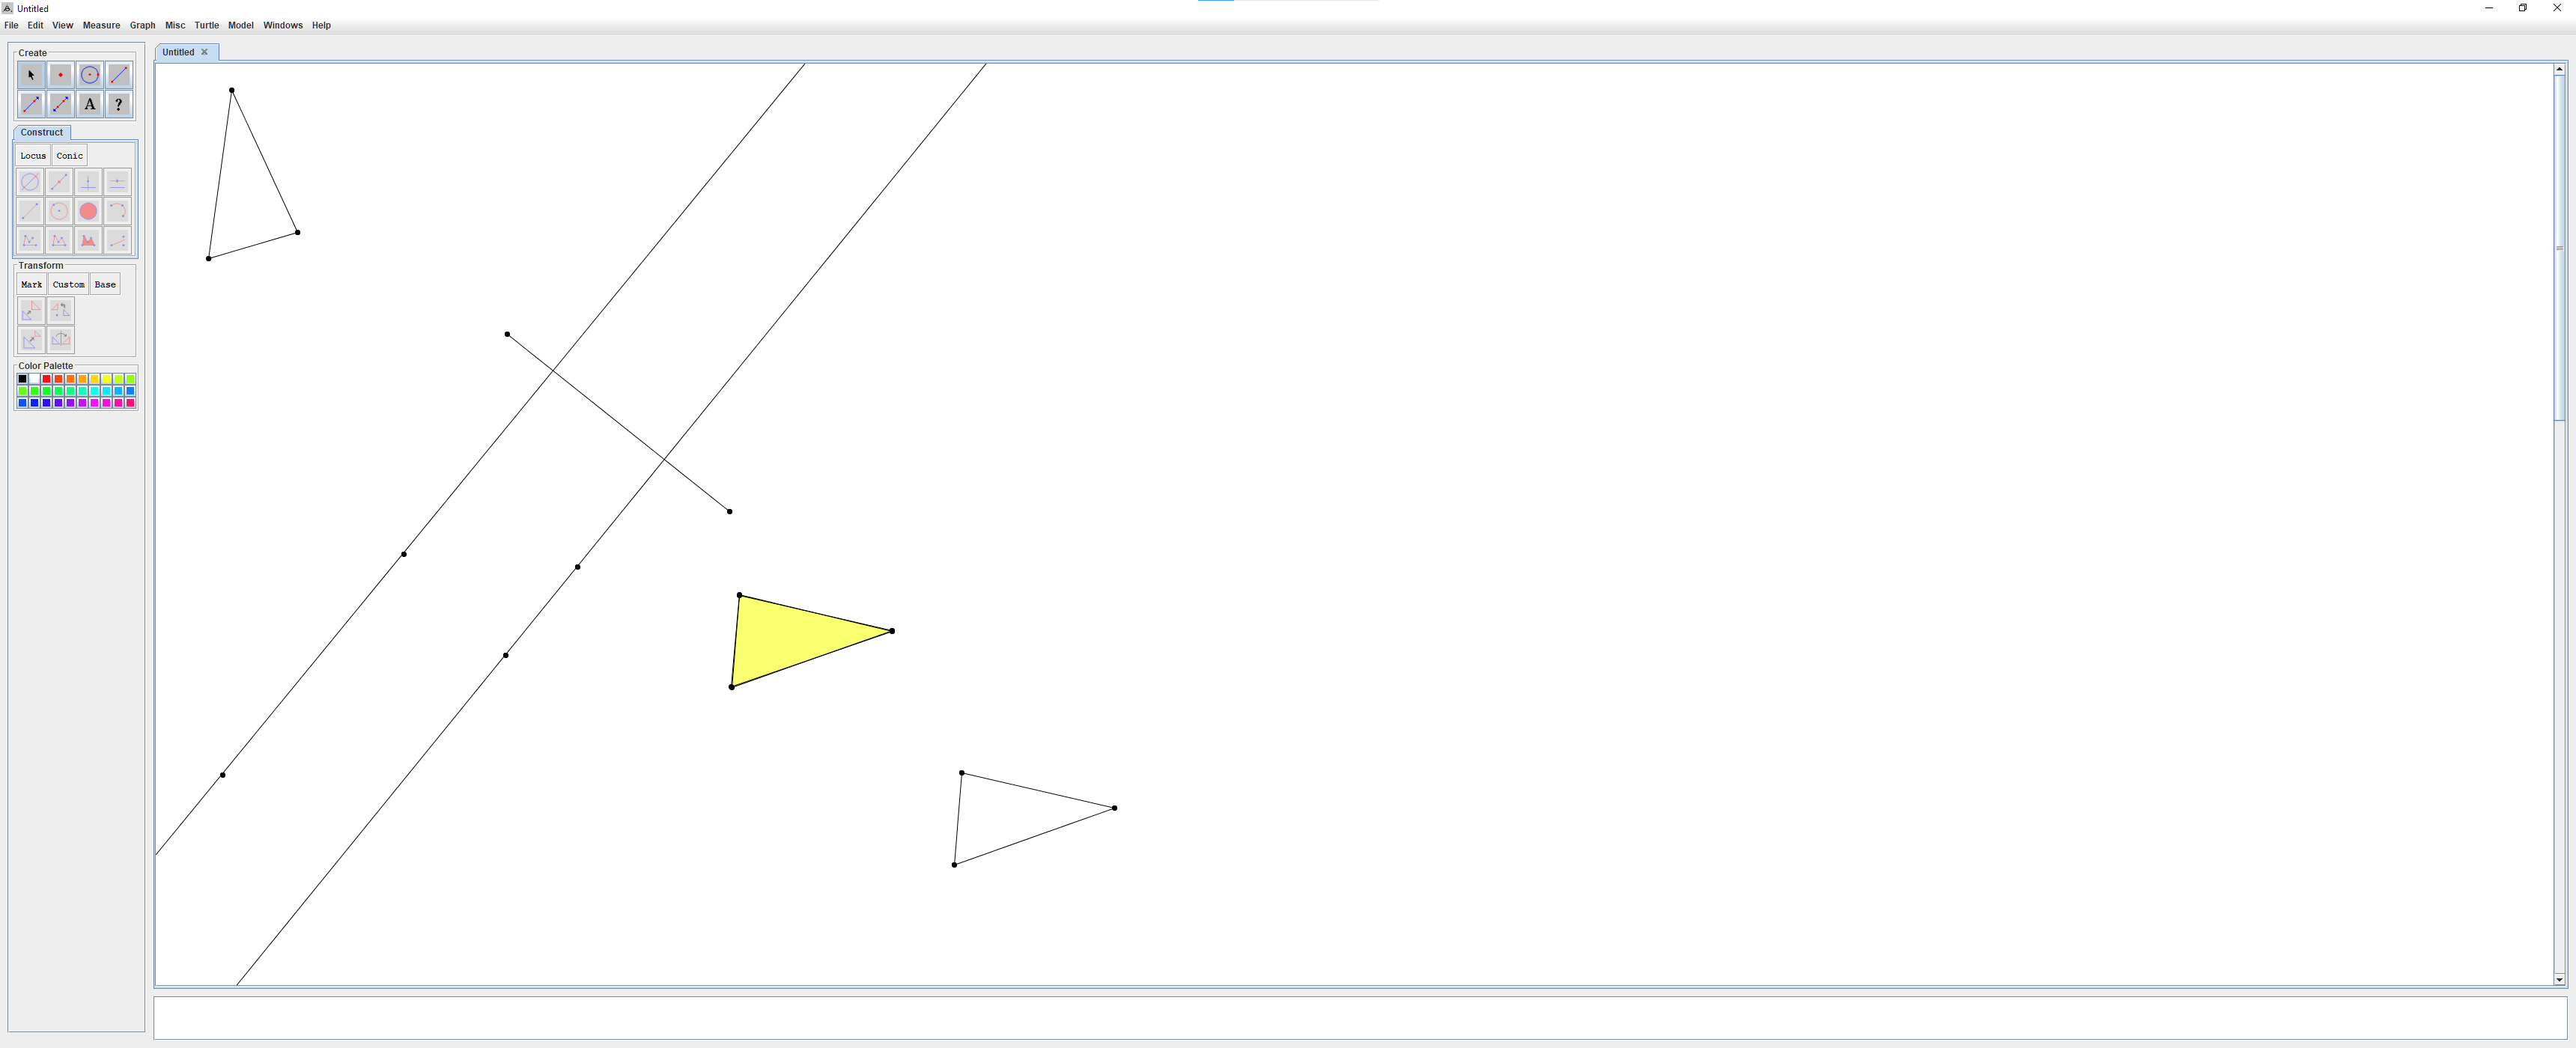 Untitled
File Edit View Measure Graph Misc Turtle Model Windows Help
Untitled
Create
A ?
Construct
Locus Conic
Transform
Mark Custom Base
Color Palette